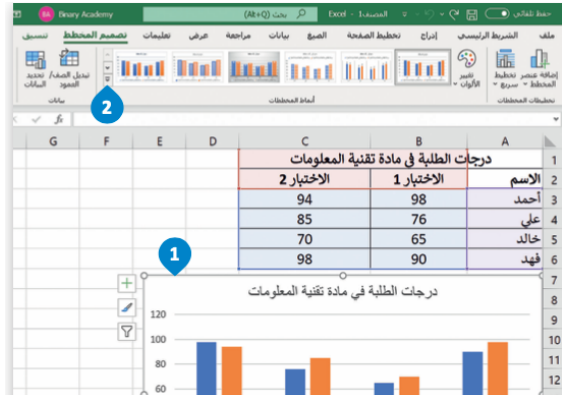 حفظ تلقائي
المصنف1 - Excel
بحث (Alt+Q)
Binary Academy
BA
ملف
الشريط الرئيسي
إدراج
تخطيط الصفحة
الصيغ
بيانات
مراجعة
عرض
تعليمات
تصميم المخطط
تنسيق
إضافة عنصر المخطط
تخطيط سريع
تغيير الألوان
تبديل الصف/ العمود
تحديد البيانات
تخطيطات المخططات
أنماط المخططات
بيانات
2
fx
A B C D E F G
1 درجات الطلبة في مادة تقنية المعلومات
2 الاسم الاختبار 1 الاختبار 2
3 أحمد 98 94
4 علي 76 85
5 خالد 65 70
6 فهد 90 98
7
8
9
10
11
12
1
درجات الطلبة في مادة تقنية المعلومات
120
100
80
60